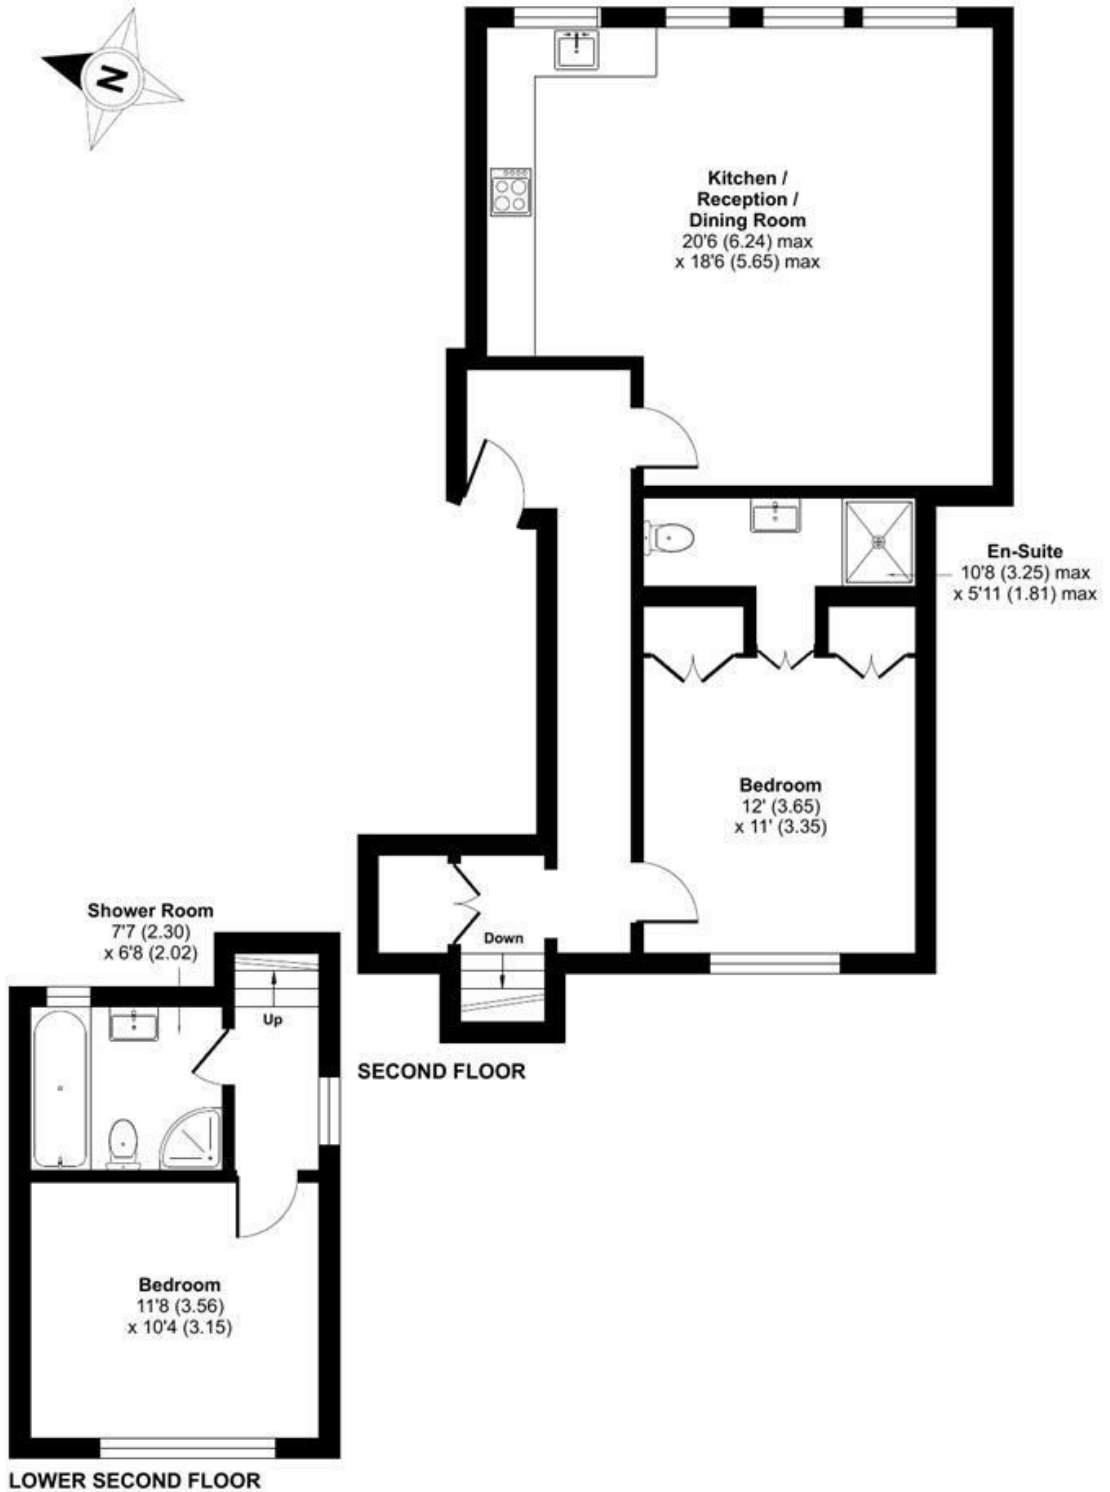 N
Kitchen /
Reception /
Dining Room
20'6 (6.24) max
x 18'6 (5.65) max
En-Suite
10'8 (3.25) max
x 5'11 (1.81) max
Bedroom
12' (3.65)
x 11' (3.35)
Down
SECOND FLOOR
Shower Room
7'7 (2.30)
x 6'8 (2.02)
Up
Bedroom
11'8 (3.56)
x 10'4 (3.15)
LOWER SECOND FLOOR